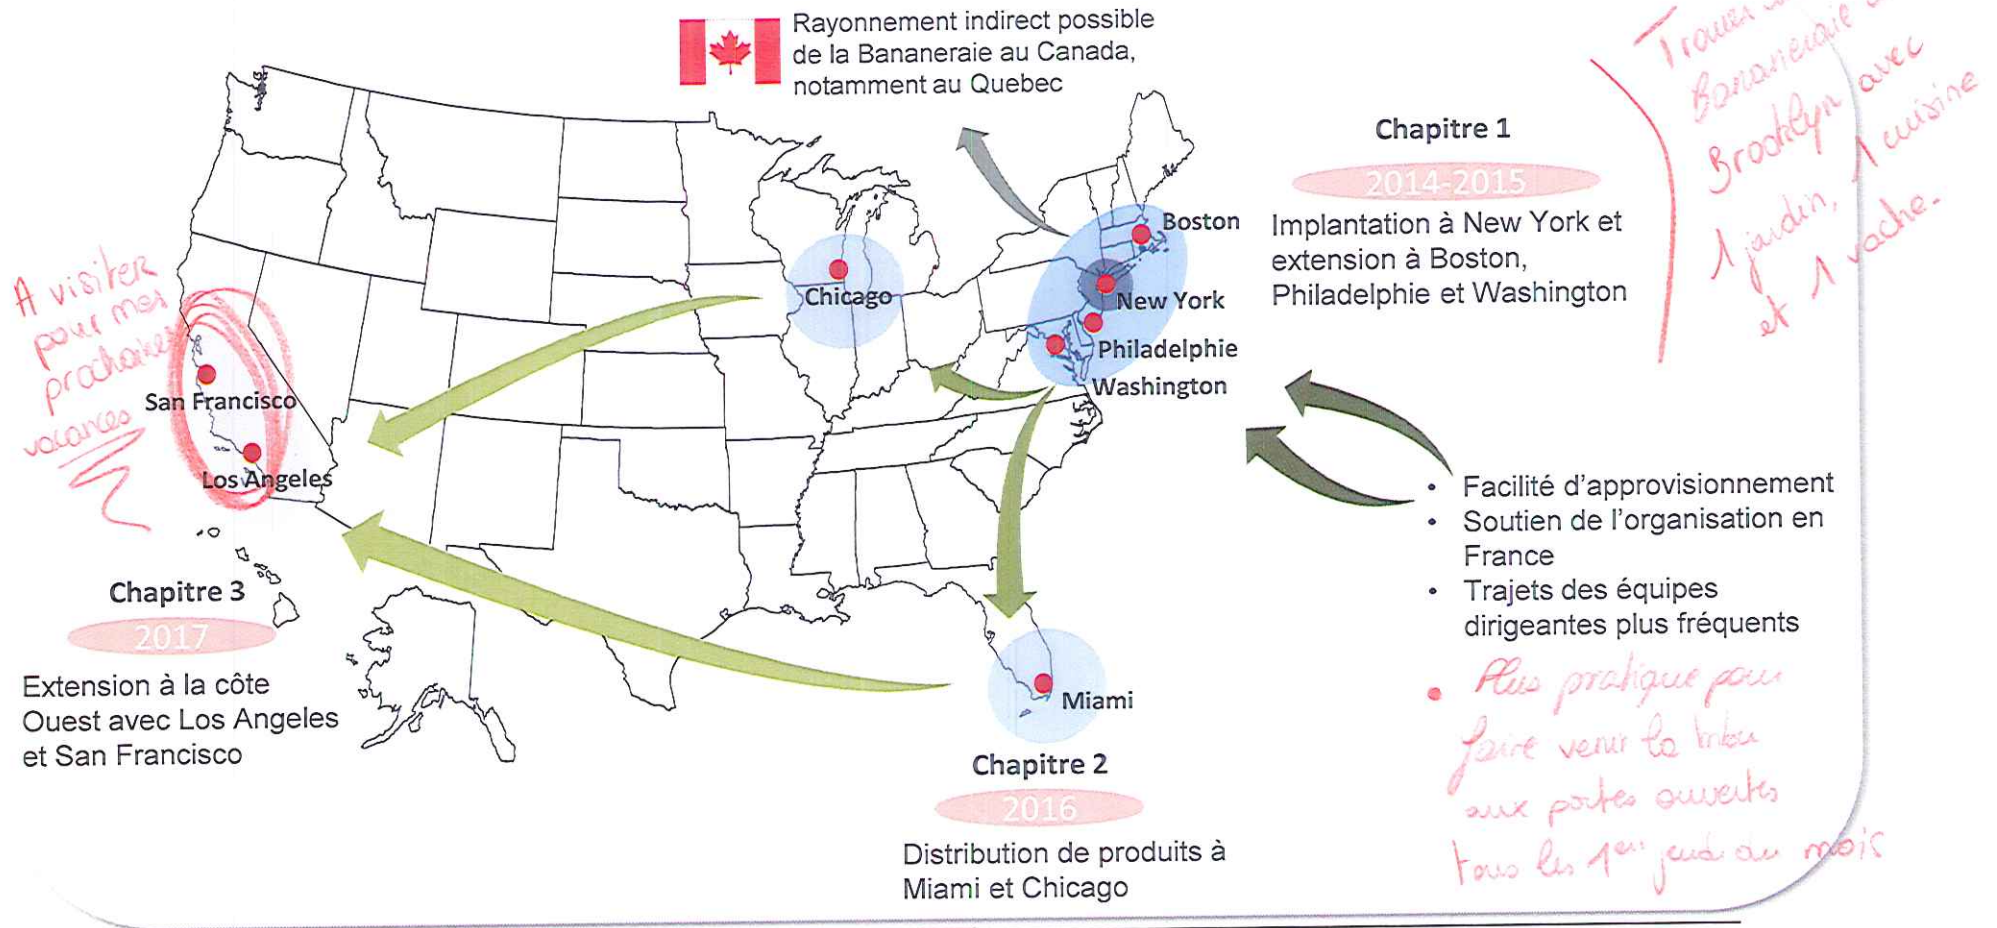 Rayonnement indirect possible
de la Bananeraie au Canada,
notamment au Quebec
Trouver
Bananeraie
Brooklyn avec
1 jardin, 1 cuisine
et 1 vache.
Chapitre 1
2014-2015
Implantation à New York et
extension à Boston,
Philadelphie et Washington
Boston
New York
Philadelphie
Washington
Chicago
A visiter
pour mes
prochaines
vacances
San Francisco
Los Angeles
• Facilité d'approvisionnement
• Soutien de l'organisation en
France
• Trajets des équipes
dirigeantes plus fréquents
• Plus pratique pour
faire venir la tribu
aux portes ouvertes
tous les 1er jeudi du mois
Chapitre 3
2017
Extension à la côte
Ouest avec Los Angeles
et San Francisco
Miami
Chapitre 2
2016
Distribution de produits à
Miami et Chicago